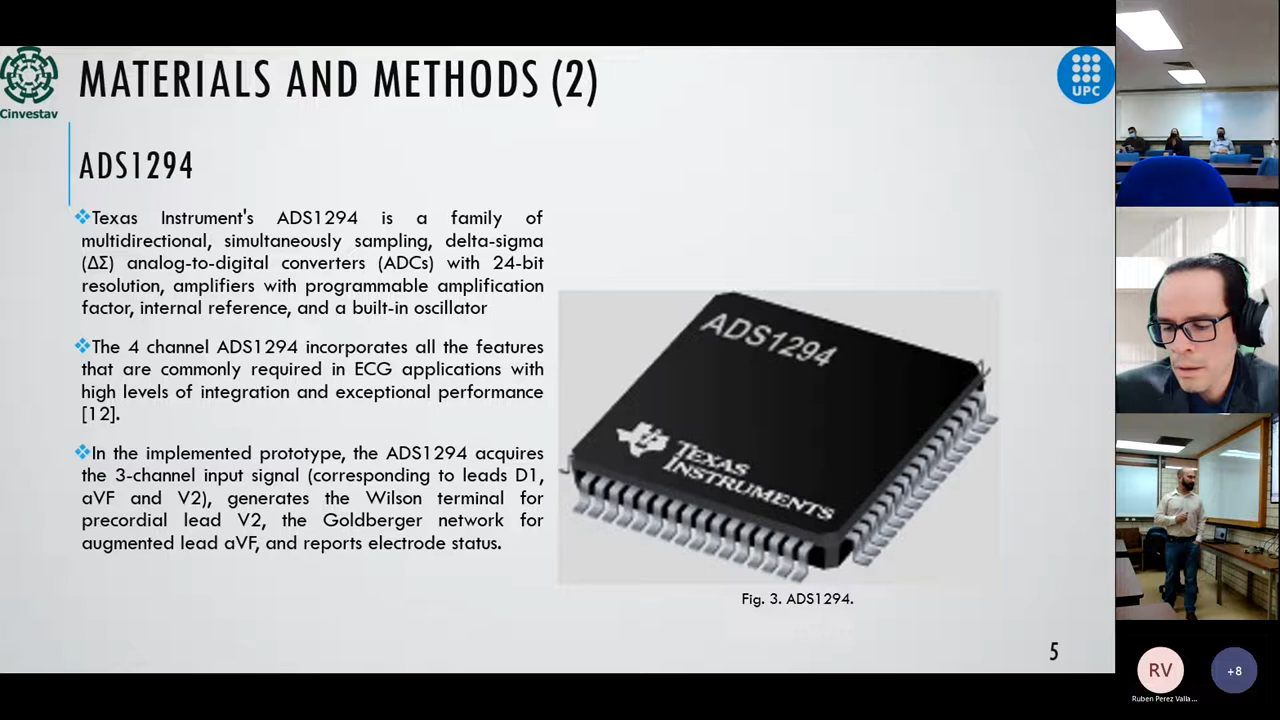 Cinvestav
MATERIALS AND METHODS (2)
UPC
ADS1294
❖Texas Instrument's ADS1294 is a family of
multidirectional, simultaneously sampling, delta-sigma
(ΔΣ) analog-to-digital converters (ADCs) with 24-bit
resolution, amplifiers with programmable amplification
factor, internal reference, and a built-in oscillator
❖The 4 channel ADS1294 incorporates all the features
that are commonly required in ECG applications with
high levels of integration and exceptional performance
[12].
❖In the implemented prototype, the ADS1294 acquires
the 3-channel input signal (corresponding to leads D1,
aVF and V2), generates the Wilson terminal for
precordial lead V2, the Goldberger network for
augmented lead aVF, and reports electrode status.
ADS1294
TEXAS
INSTRUMENTS
Fig. 3. ADS1294.
5
RV
+8
Ruben Perez Valla...